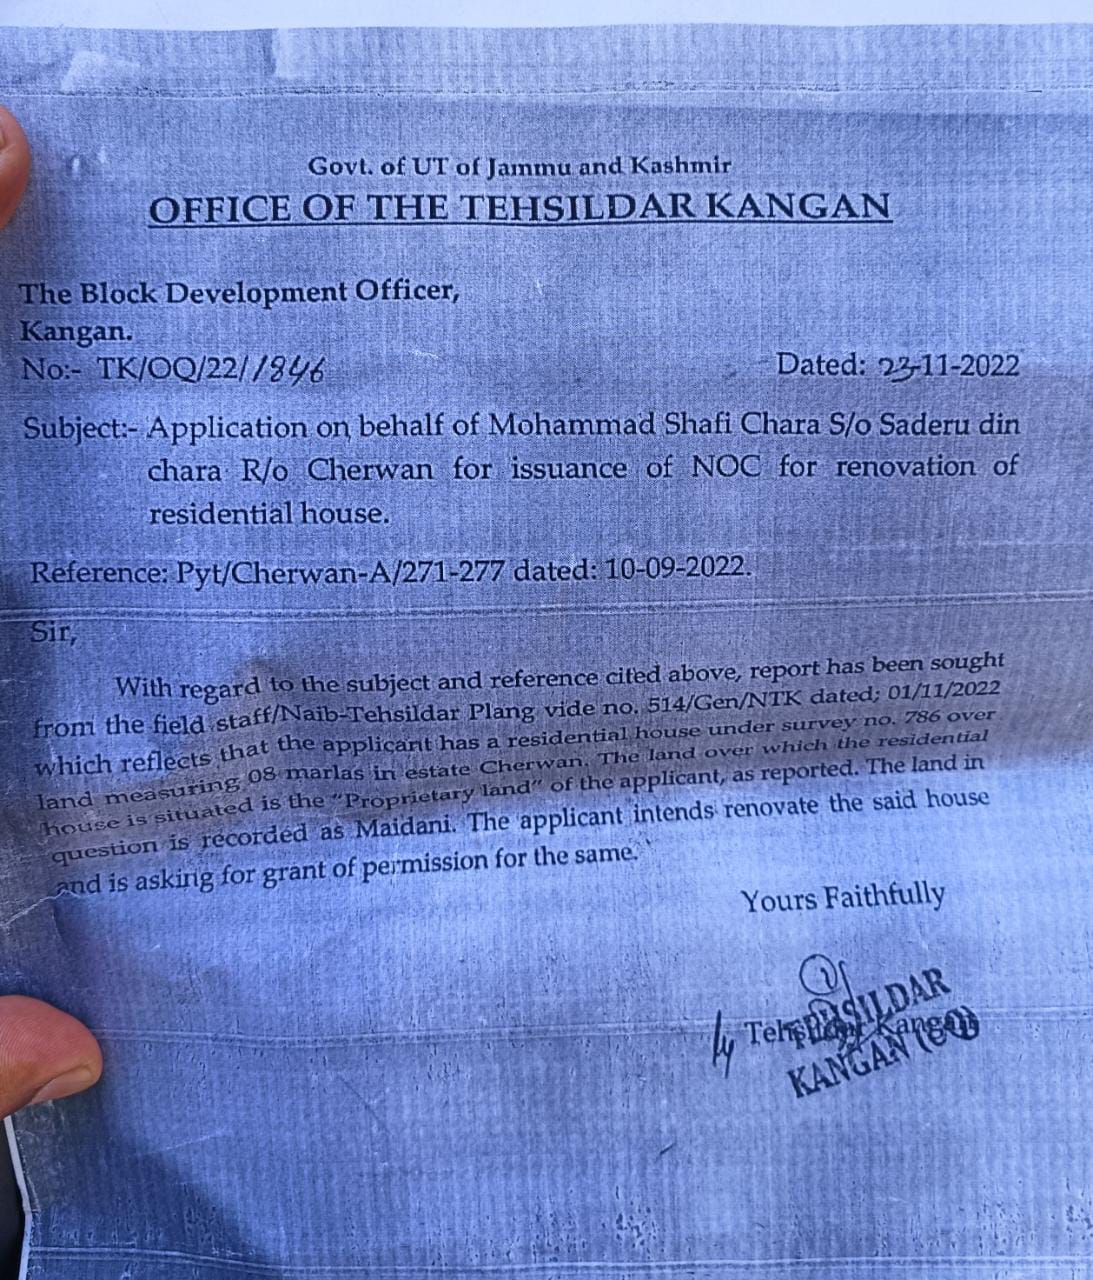 Govt. of UT of Jammu and Kashmir
OFFICE OF THE TEHSILDAR KANGAN
The Block Development Officer,
Kangan.
No:- TK/OQ/22//846 Dated: 23-11-2022
Subject:- Application on behalf of Mohammad Shafi Chara S/o Saderu din
chara R/o Cherwan for issuance of NOC for renovation of
residential house.
Reference: Pyt/Cherwan-A/271-277 dated: 10-09-2022.
Sir,
With regard to the subject and reference cited above, report has been sought
from the field staff/Naib-Tehsildar Plang vide no. 514/Gen/NTK dated; 01/11/2022
which reflects that the applicant has a residential house under survey no. 786 over
land measuring 08 marlas in estate Cherwan. The land over which the residential
house is situated is the "Proprietary land" of the applicant, as reported. The land in
question is recorded as Maidani. The applicant intends renovate the said house
and is asking for grant of permission for the same.
Yours Faithfully
Tehsildar Kangan
TEHSILDAR
KANGAN